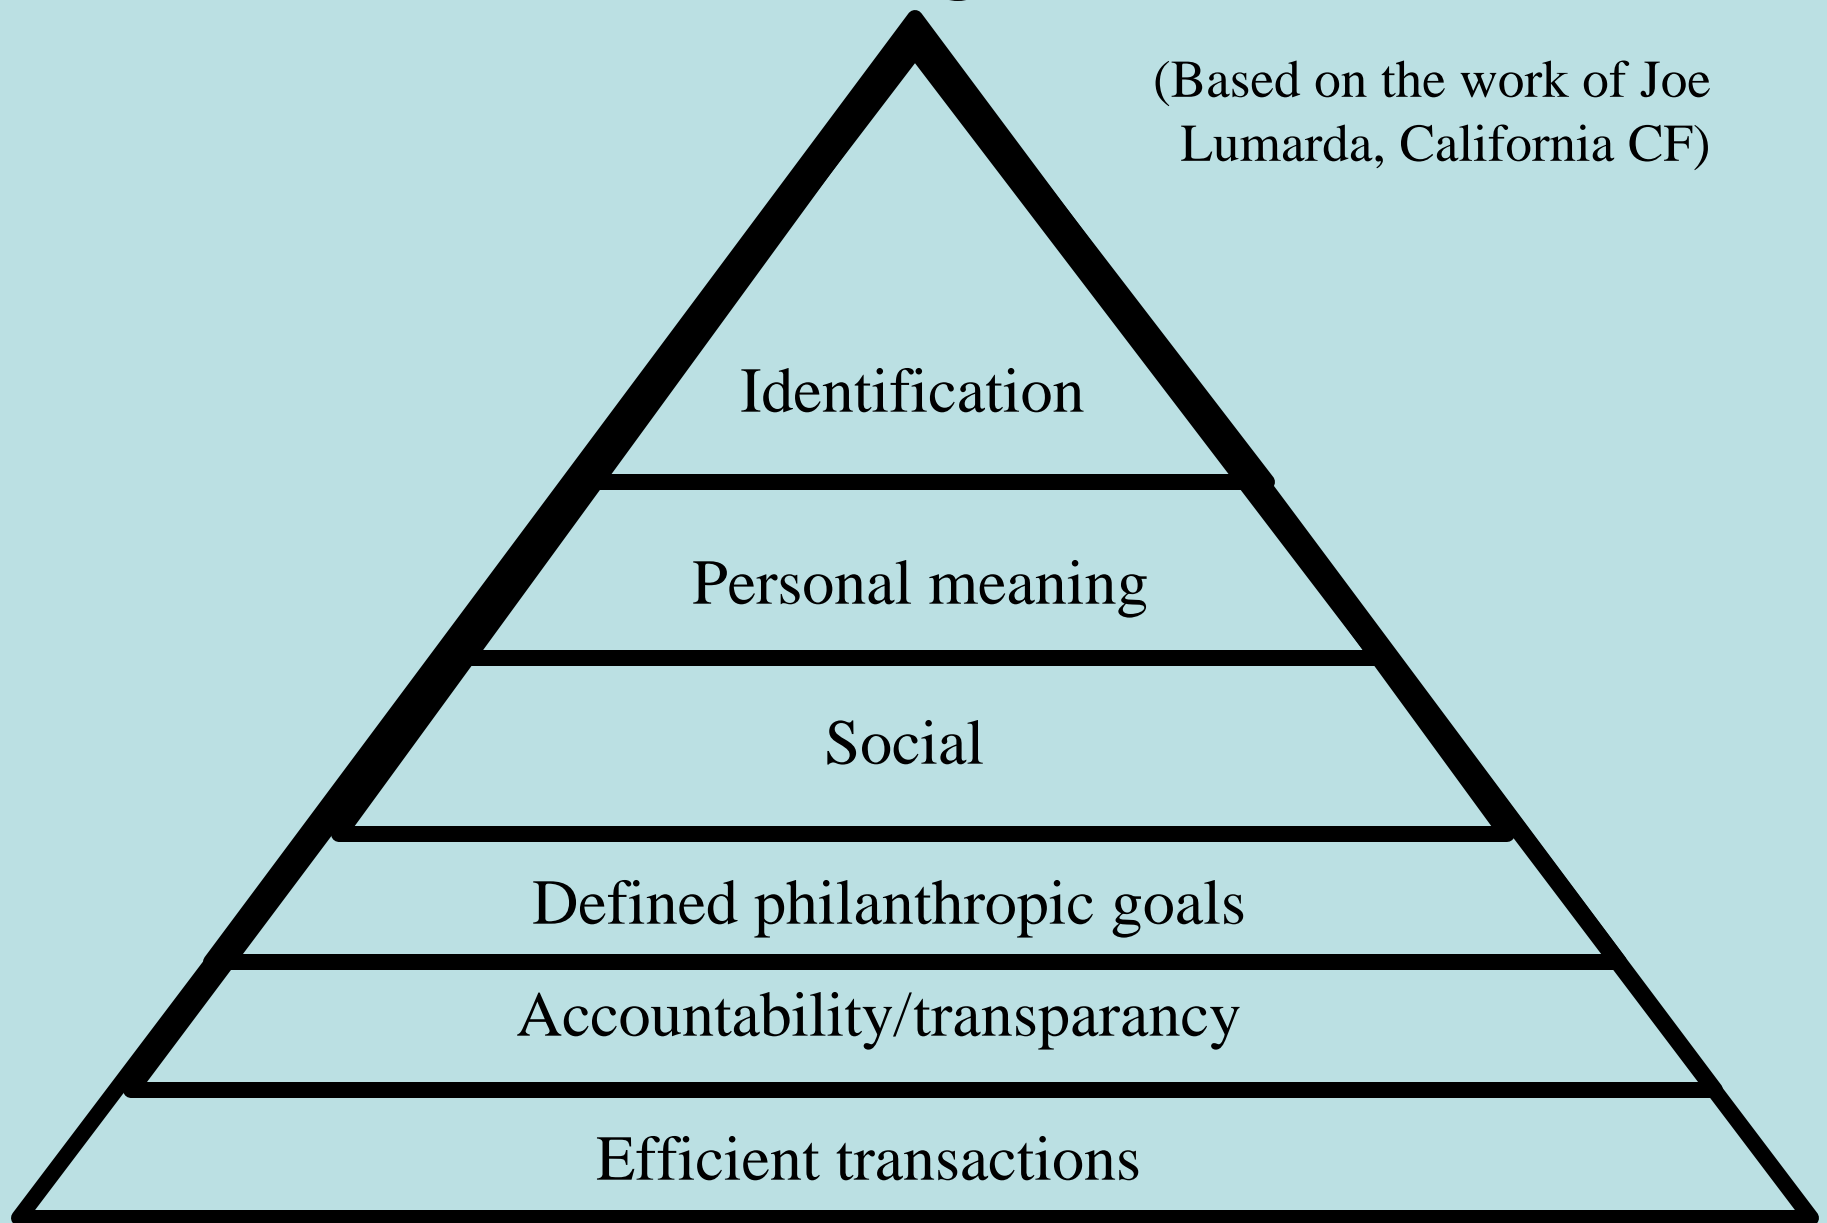 (Based on the work of Joe
Lumarda, California CF)
Identification
Personal meaning
Social
Defined philanthropic goals
Accountability/transparancy
Efficient transactions